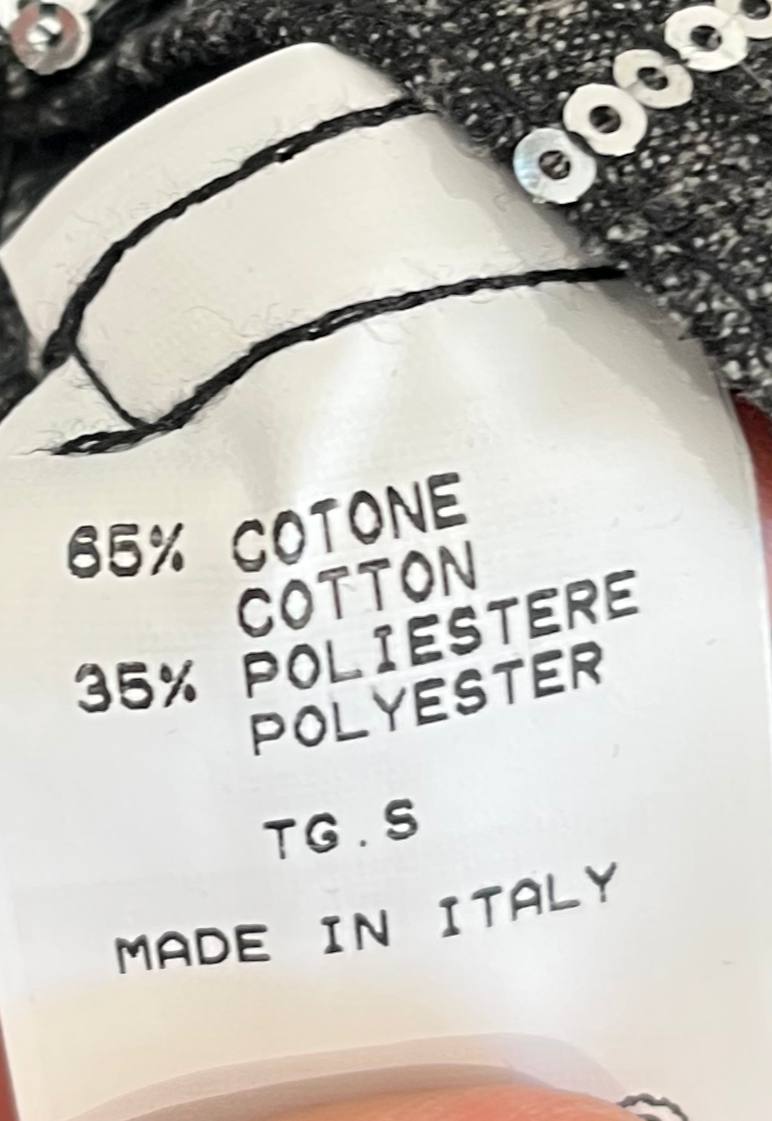 65% COTONE
COTTON
35% POLIESTERE
POLYESTER
TG.S
MADE IN ITALY